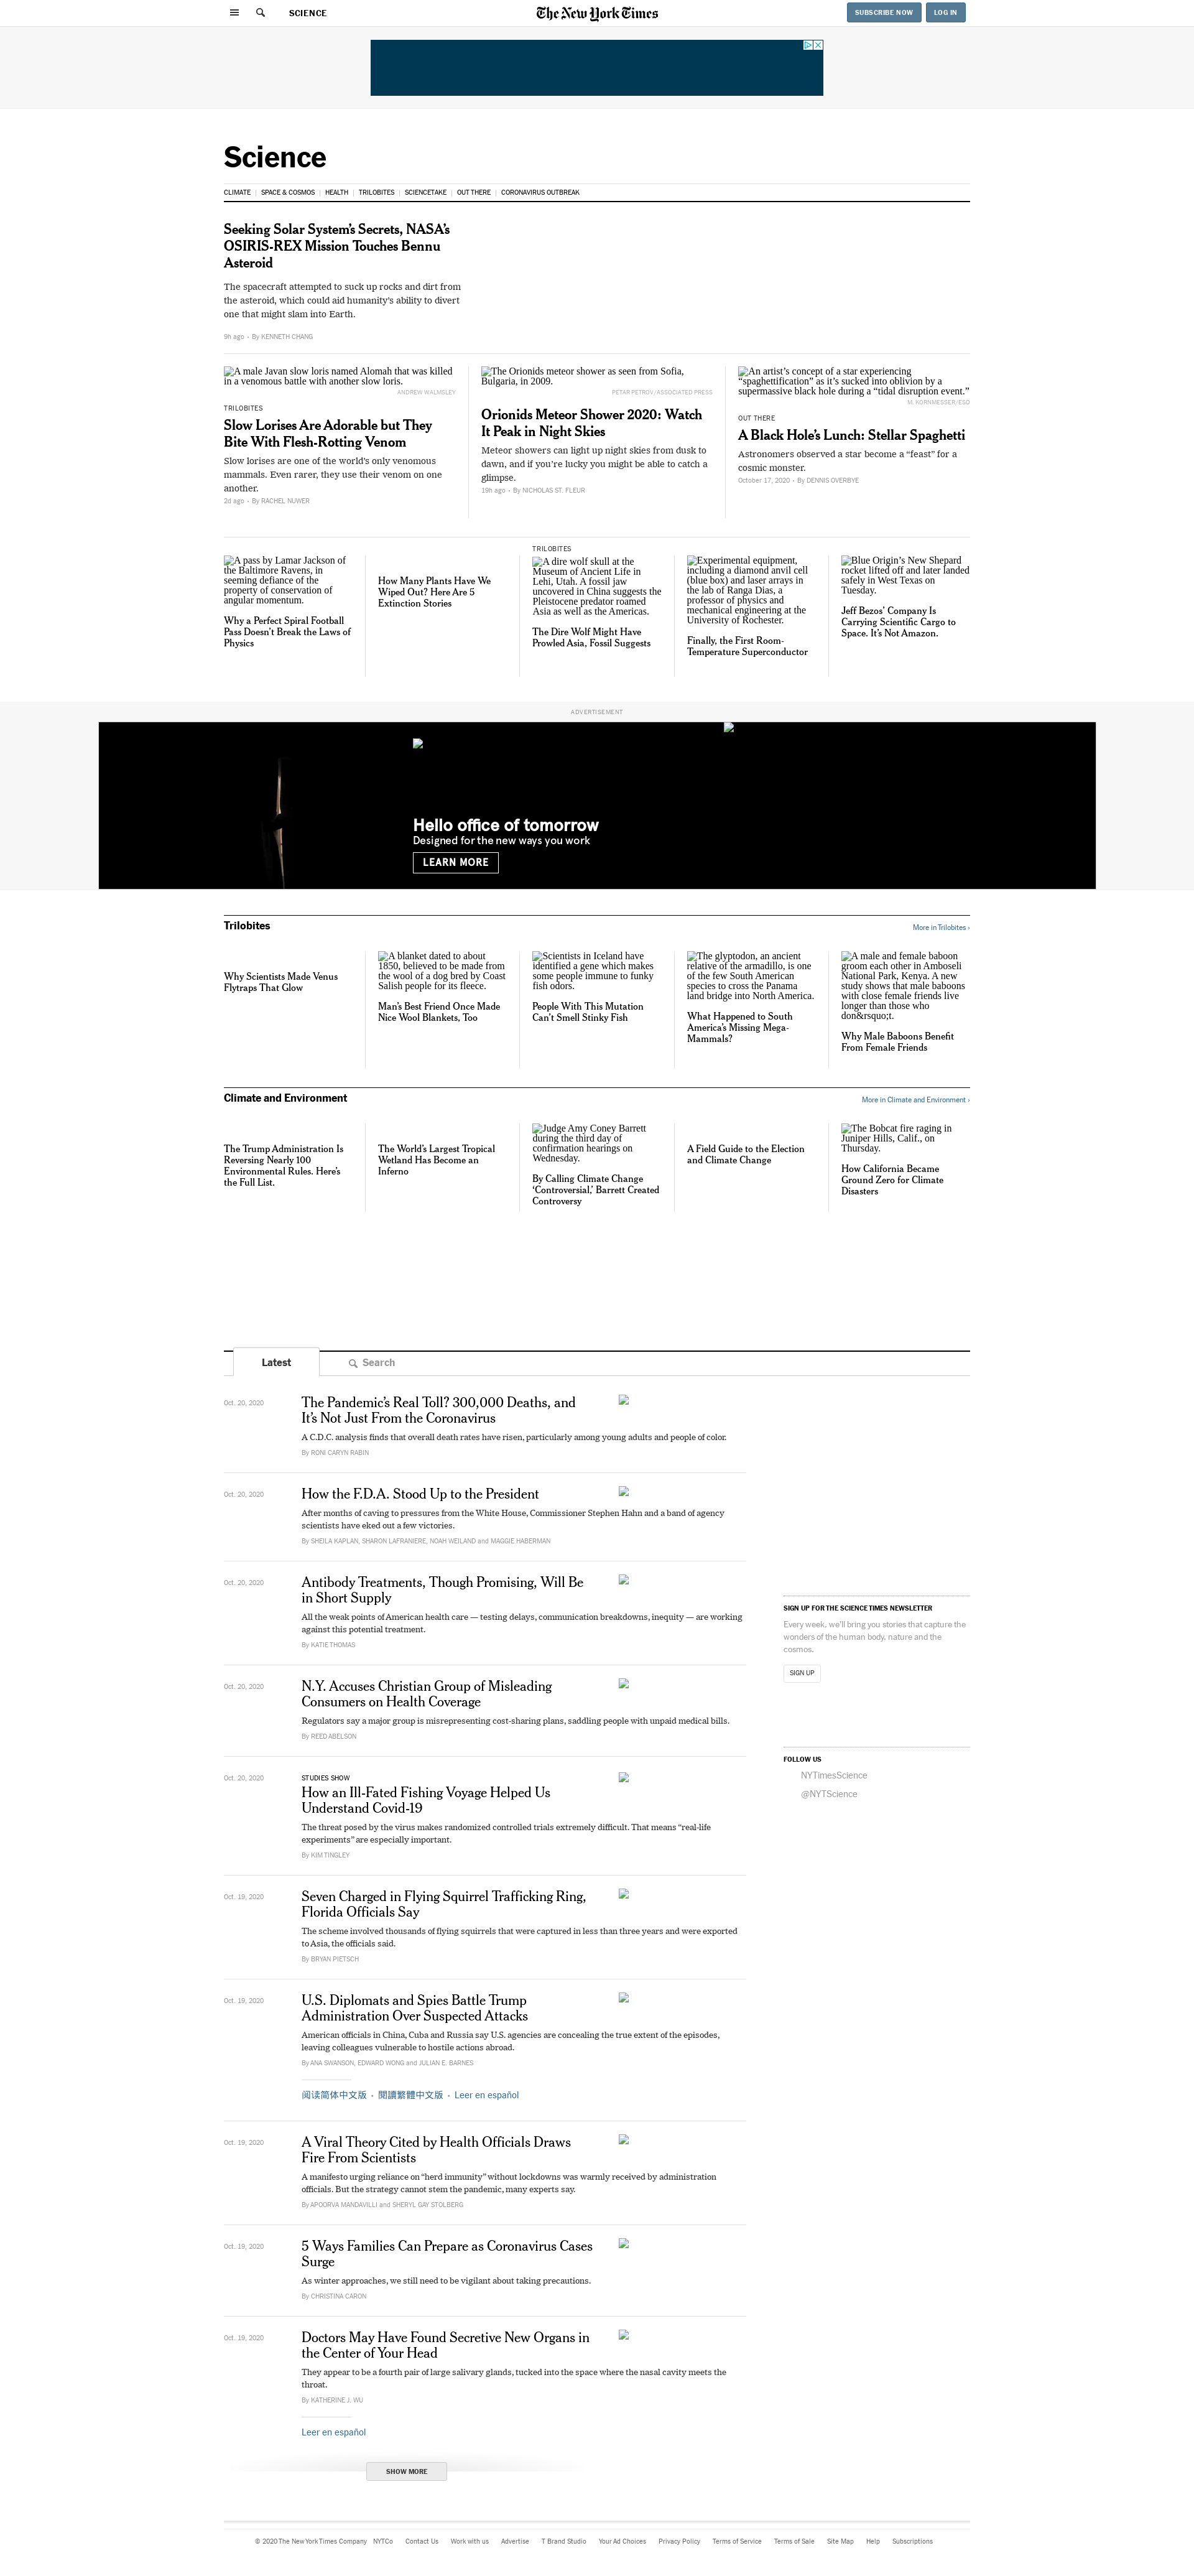 SCIENCE
The New York Times
SUBSCRIBE NOW
LOG IN
Science
CLIMATE | SPACE & COSMOS | HEALTH | TRILOBITES | SCIENCETAKE | OUT THERE | CORONAVIRUS OUTBREAK
Seeking Solar System’s Secrets, NASA’s
OSIRIS-REX Mission Touches Bennu
Asteroid
The spacecraft attempted to suck up rocks and dirt from
the asteroid, which could aid humanity’s ability to divert
one that might slam into Earth.
9h ago • By KENNETH CHANG
A male Javan slow loris named Alomah that was killed
in a venomous battle with another slow loris.
ANDREW WALMSLEY
TRILOBITES
Slow Lorises Are Adorable but They
Bite With Flesh-Rotting Venom
Slow lorises are one of the world’s only venomous
mammals. Even rarer, they use their venom on one
another.
2d ago • By RACHEL NUWER
The Orionids meteor shower as seen from Sofia,
Bulgaria, in 2009.
PETAR PETROV/ASSOCIATED PRESS
Orionids Meteor Shower 2020: Watch
It Peak in Night Skies
Meteor showers can light up night skies from dusk to
dawn, and if you’re lucky you might be able to catch a
glimpse.
19h ago • By NICHOLAS ST. FLEUR
An artist’s concept of a star experiencing
“spaghettification” as it’s sucked into oblivion by a
supermassive black hole during a “tidal disruption event.”
M. KORNMESSER/ESO
OUT THERE
A Black Hole’s Lunch: Stellar Spaghetti
Astronomers observed a star become a “feast” for a
cosmic monster.
October 17, 2020 • By DENNIS OVERBYE
A pass by Lamar Jackson of
the Baltimore Ravens, in
seeming defiance of the
property of conservation of
angular momentum.
Why a Perfect Spiral Football
Pass Doesn’t Break the Laws of
Physics
How Many Plants Have We
Wiped Out? Here Are 5
Extinction Stories
TRILOBITES
A dire wolf skull at the
Museum of Ancient Life in
Lehi, Utah. A fossil jaw
uncovered in China suggests the
Pleistocene predator roamed
Asia as well as the Americas.
The Dire Wolf Might Have
Prowled Asia, Fossil Suggests
Experimental equipment,
including a diamond anvil cell
(blue box) and laser arrays in
the lab of Ranga Dias, a
professor of physics and
mechanical engineering at the
University of Rochester.
Finally, the First Room-
Temperature Superconductor
Blue Origin’s New Shepard
rocket lifted off and later landed
safely in West Texas on
Tuesday.
Jeff Bezos’ Company Is
Carrying Scientific Cargo to
Space. It’s Not Amazon.
ADVERTISEMENT
Hello office of tomorrow
Designed for the new ways you work
LEARN MORE
Trilobites
More in Trilobites ›
Why Scientists Made Venus
Flytraps That Glow
A blanket dated to about
1850, believed to be made from
the wool of a dog bred by Coast
Salish people for its fleece.
Man’s Best Friend Once Made
Nice Wool Blankets, Too
Scientists in Iceland have
identified a gene which makes
some people immune to funky
fish odors.
People With This Mutation
Can’t Smell Stinky Fish
The glyptodon, an ancient
relative of the armadillo, is one
of the few South American
species to cross the Panama
land bridge into North America.
What Happened to South
America’s Missing Mega-
Mammals?
A male and female baboon
groom each other in Amboseli
National Park, Kenya. A new
study shows that male baboons
with close female friends live
longer than those who
don&rsquo;t.
Why Male Baboons Benefit
From Female Friends
Climate and Environment
More in Climate and Environment ›
The Trump Administration Is
Reversing Nearly 100
Environmental Rules. Here’s
the Full List.
The World’s Largest Tropical
Wetland Has Become an
Inferno
Judge Amy Coney Barrett
during the third day of
confirmation hearings on
Wednesday.
By Calling Climate Change
‘Controversial,’ Barrett Created
Controversy
A Field Guide to the Election
and Climate Change
The Bobcat fire raging in
Juniper Hills, Calif., on
Thursday.
How California Became
Ground Zero for Climate
Disasters
Latest
Search
Oct. 20, 2020
The Pandemic’s Real Toll? 300,000 Deaths, and
It’s Not Just From the Coronavirus
A C.D.C. analysis finds that overall death rates have risen, particularly among young adults and people of color.
By RONI CARYN RABIN
Oct. 20, 2020
How the F.D.A. Stood Up to the President
After months of caving to pressures from the White House, Commissioner Stephen Hahn and a band of agency
scientists have eked out a few victories.
By SHEILA KAPLAN, SHARON LAFRANIERE, NOAH WEILAND and MAGGIE HABERMAN
Oct. 20, 2020
Antibody Treatments, Though Promising, Will Be
in Short Supply
All the weak points of American health care — testing delays, communication breakdowns, inequity — are working
against this potential treatment.
By KATIE THOMAS
Oct. 20, 2020
N.Y. Accuses Christian Group of Misleading
Consumers on Health Coverage
Regulators say a major group is misrepresenting cost-sharing plans, saddling people with unpaid medical bills.
By REED ABELSON
Oct. 20, 2020
STUDIES SHOW
How an Ill-Fated Fishing Voyage Helped Us
Understand Covid-19
The threat posed by the virus makes randomized controlled trials extremely difficult. That means “real-life
experiments” are especially important.
By KIM TINGLEY
Oct. 19, 2020
Seven Charged in Flying Squirrel Trafficking Ring,
Florida Officials Say
The scheme involved thousands of flying squirrels that were captured in less than three years and were exported
to Asia, the officials said.
By BRYAN PIETSCH
Oct. 19, 2020
U.S. Diplomats and Spies Battle Trump
Administration Over Suspected Attacks
American officials in China, Cuba and Russia say U.S. agencies are concealing the true extent of the episodes,
leaving colleagues vulnerable to hostile actions abroad.
By ANA SWANSON, EDWARD WONG and JULIAN E. BARNES
阅读简体中文版 • 閱讀繁體中文版 • Leer en español
Oct. 19, 2020
A Viral Theory Cited by Health Officials Draws
Fire From Scientists
A manifesto urging reliance on “herd immunity” without lockdowns was warmly received by administration
officials. But the strategy cannot stem the pandemic, many experts say.
By APOORVA MANDAVILLI and SHERYL GAY STOLBERG
Oct. 19, 2020
5 Ways Families Can Prepare as Coronavirus Cases
Surge
As winter approaches, we still need to be vigilant about taking precautions.
By CHRISTINA CARON
Oct. 19, 2020
Doctors May Have Found Secretive New Organs in
the Center of Your Head
They appear to be a fourth pair of large salivary glands, tucked into the space where the nasal cavity meets the
throat.
By KATHERINE J. WU
Leer en español
SHOW MORE
SIGN UP FOR THE SCIENCE TIMES NEWSLETTER
Every week, we’ll bring you stories that capture the
wonders of the human body, nature and the
cosmos.
SIGN UP
FOLLOW US
NYTimesScience
@NYTScience
© 2020 The New York Times Company NYTCo Contact Us Work with us Advertise T Brand Studio Your Ad Choices Privacy Policy Terms of Service Terms of Sale Site Map Help Subscriptions